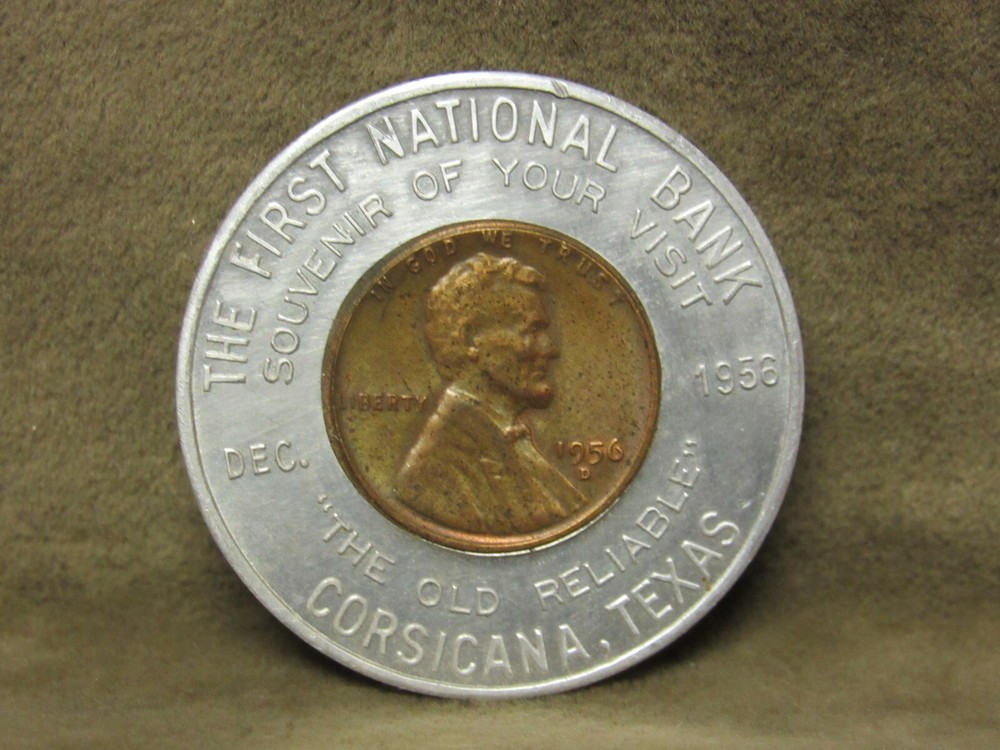 THE FIRST NATIONAL BANK
SOUVENIR OF YOUR VISIT
IN GOD WE TRUST
LIBERTY
1956
D
DEC. 1956
"THE OLD RELIABLE"
CORSICANA, TEXAS